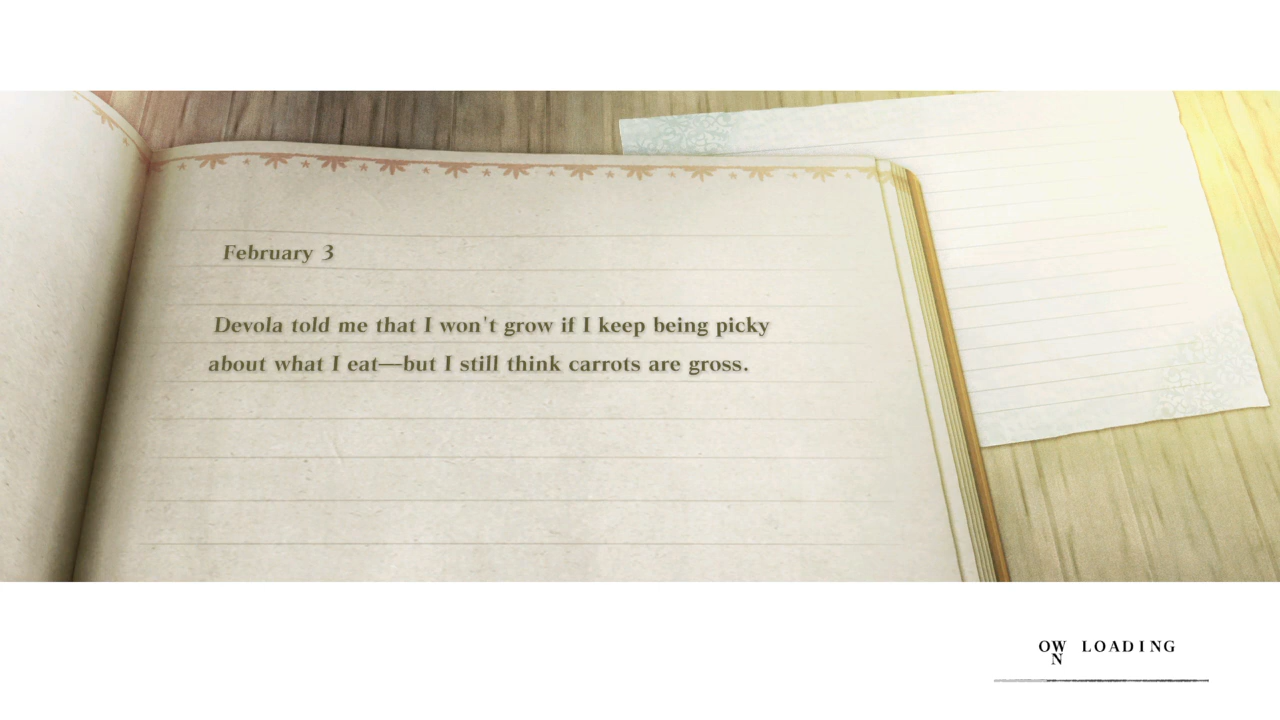 February 3
Devola told me that I won't grow if I keep being picky
about what I eat—but I still think carrots are gross.
OW
N LOADING